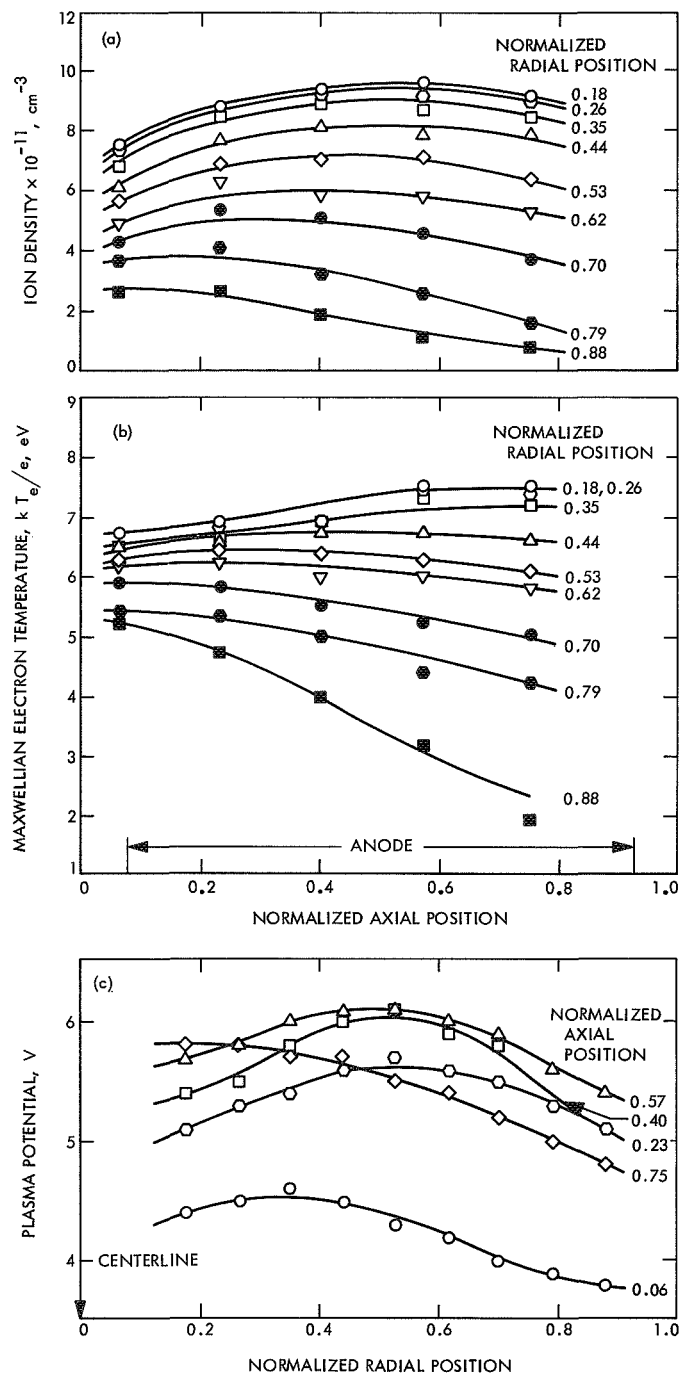 (a)
ION DENSITY × 10⁻¹¹, cm⁻³
12
10
8
6
4
2
0
NORMALIZED
RADIAL POSITION
0.18
0.26
0.35
0.44
0.53
0.62
0.70
0.79
0.88
(b)
MAXWELLIAN ELECTRON TEMPERATURE, k Tₑ/e, eV
9
8
7
6
5
4
3
2
1
NORMALIZED
RADIAL POSITION
0.18, 0.26
0.35
0.44
0.53
0.62
0.70
0.79
0.88
ANODE
0 0.2 0.4 0.6 0.8 1.0
NORMALIZED AXIAL POSITION
(c)
PLASMA POTENTIAL, V
6
5
4
NORMALIZED
AXIAL
POSITION
0.57
0.40
0.23
0.75
0.06
CENTERLINE
0 0.2 0.4 0.6 0.8 1.0
NORMALIZED RADIAL POSITION